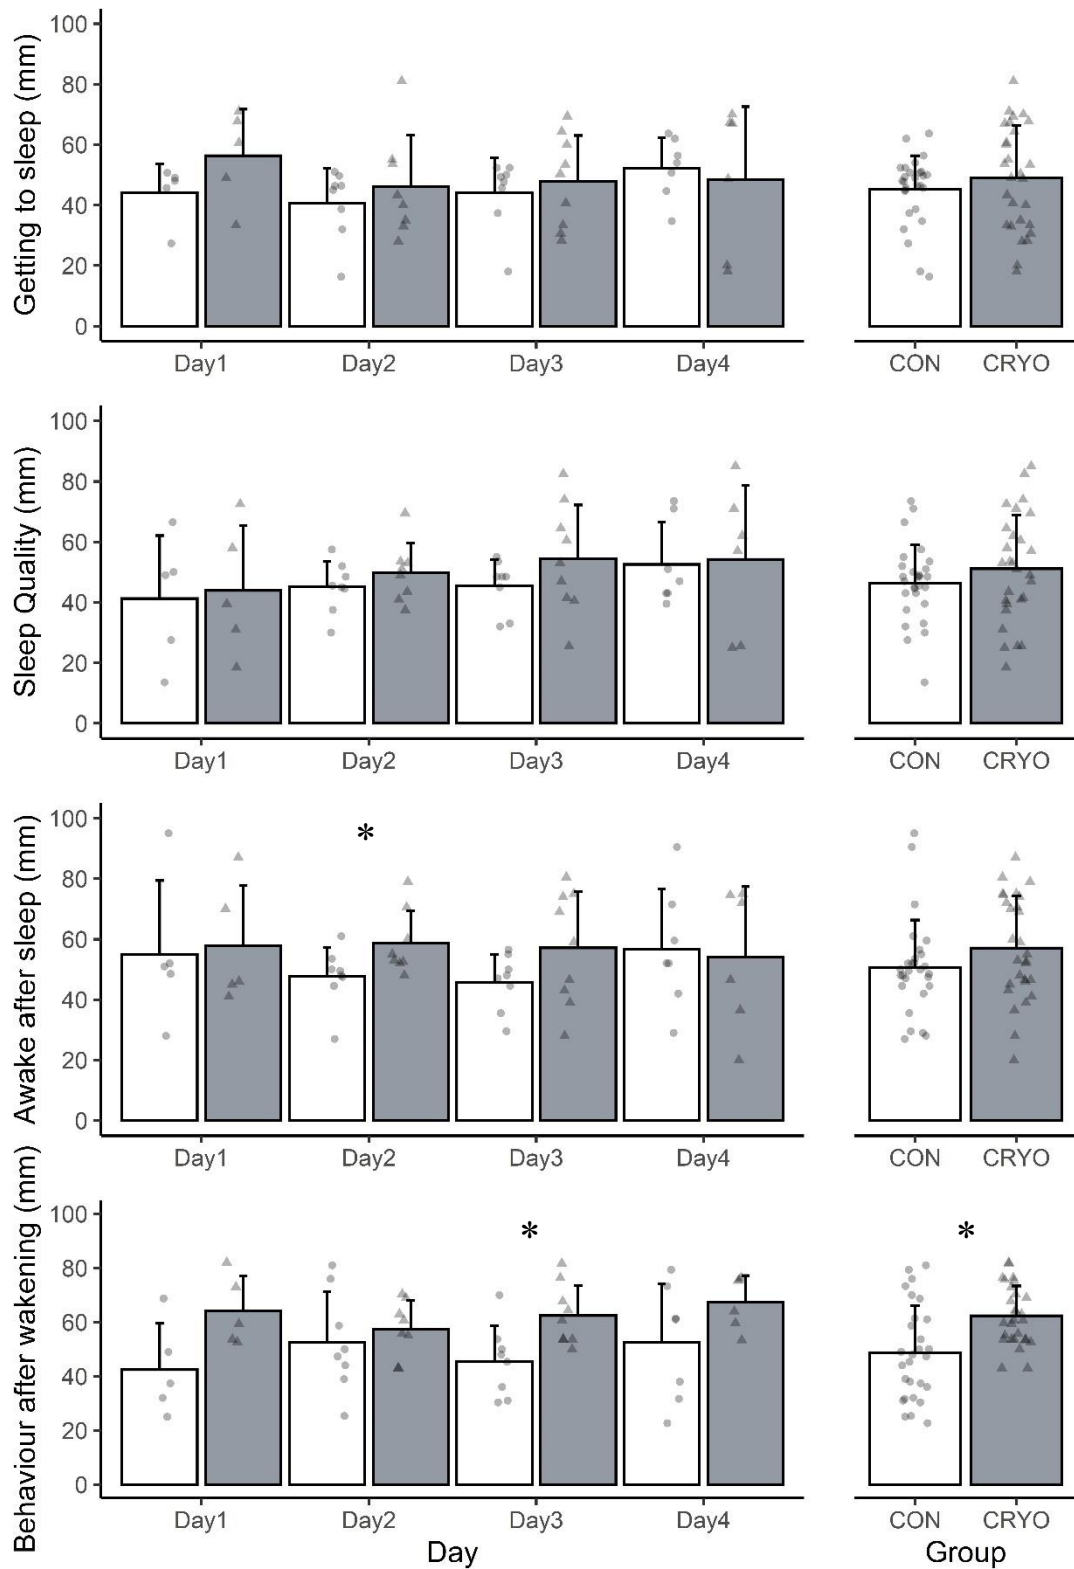 Getting to sleep (mm)
100
80
60
40
20
0
Day1 Day2 Day3 Day4 CON CRYO
Sleep Quality (mm)
100
80
60
40
20
0
Day1 Day2 Day3 Day4 CON CRYO
Awake after sleep (mm)
100
80
60
40
20
0
*
Day1 Day2 Day3 Day4 CON CRYO
Behaviour after wakening (mm)
100
80
60
40
20
0
* *
Day1 Day2 Day3 Day4 CON CRYO
Day Group